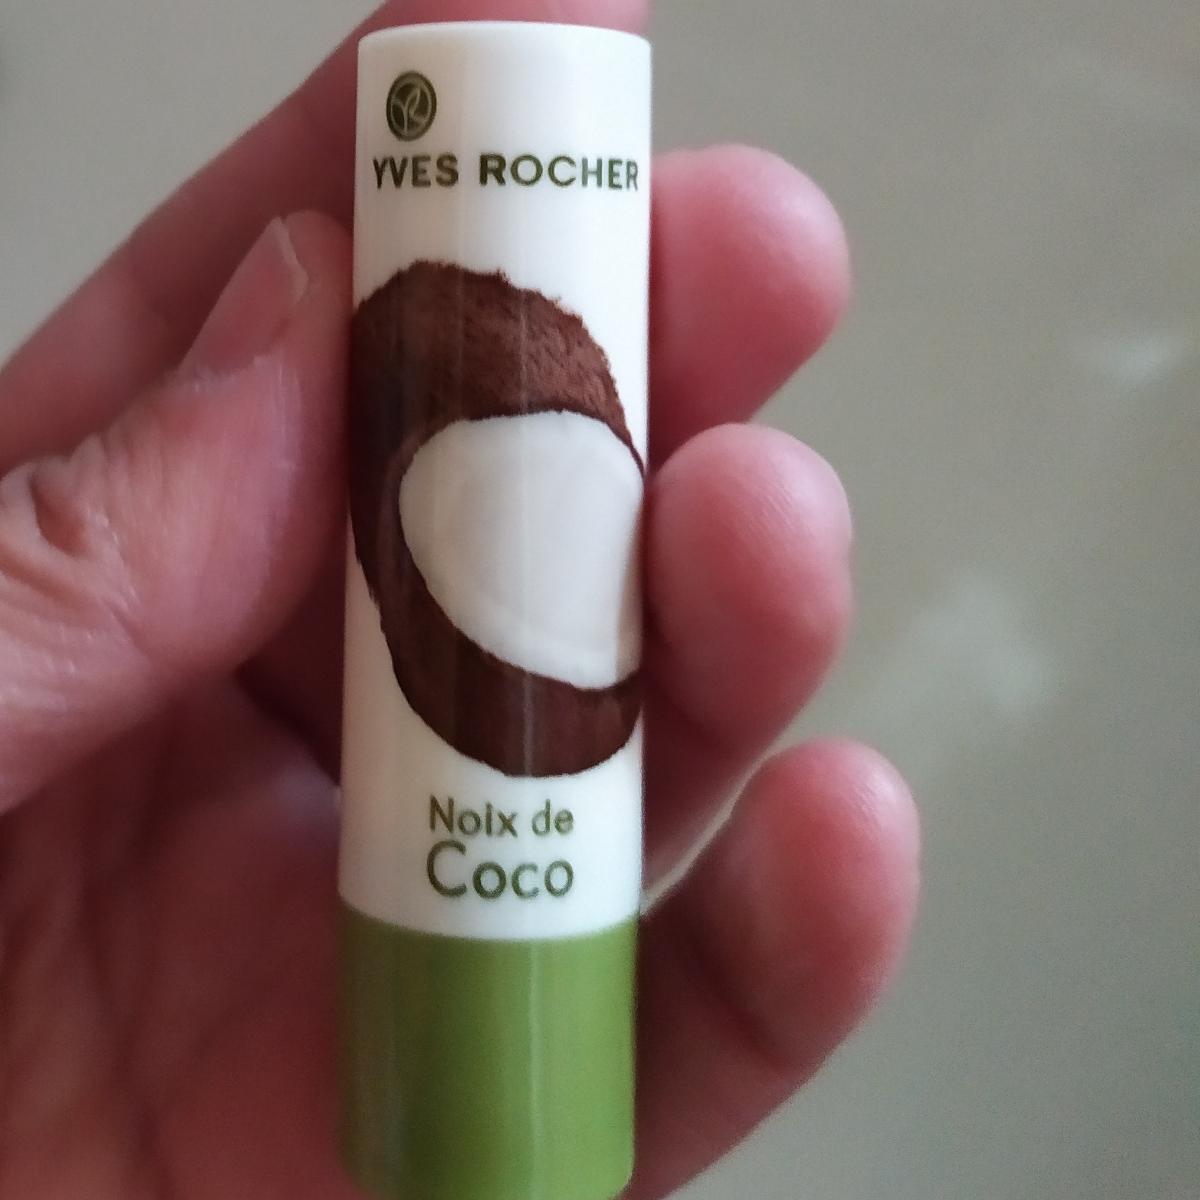 YVES ROCHER
Noix de
Coco